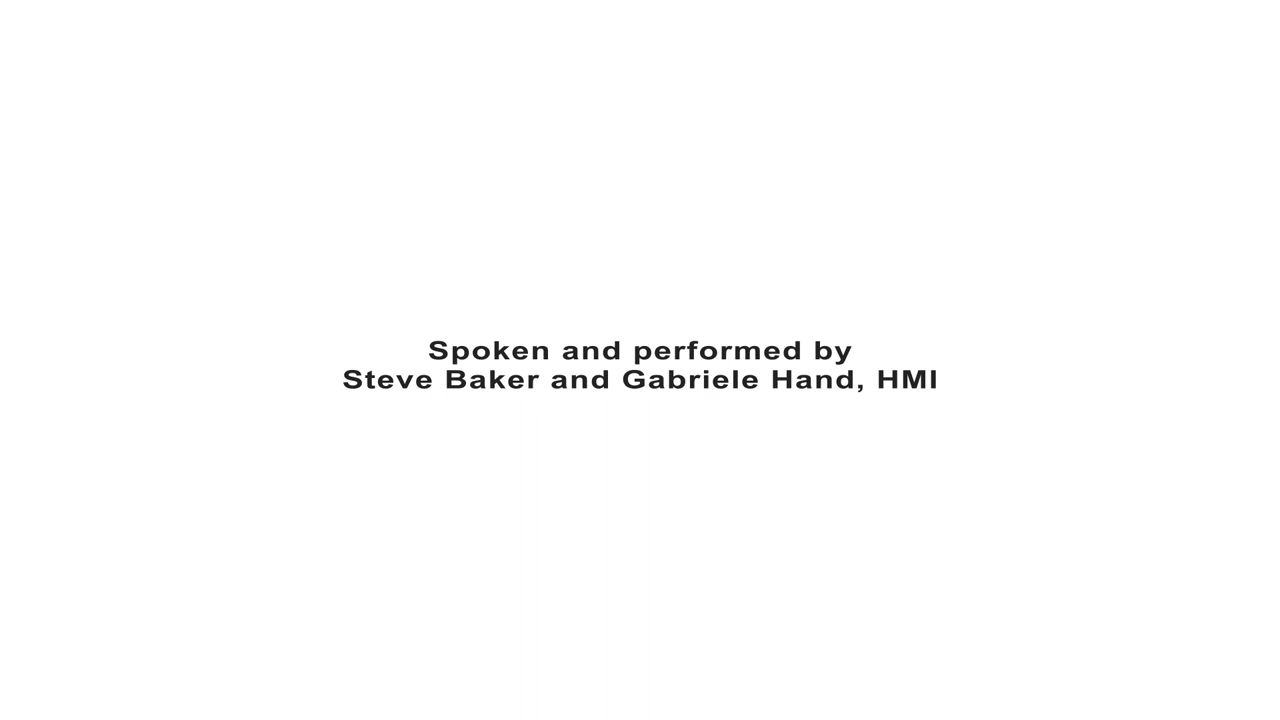 Spoken and performed by
Steve Baker and Gabriele Hand, HMI